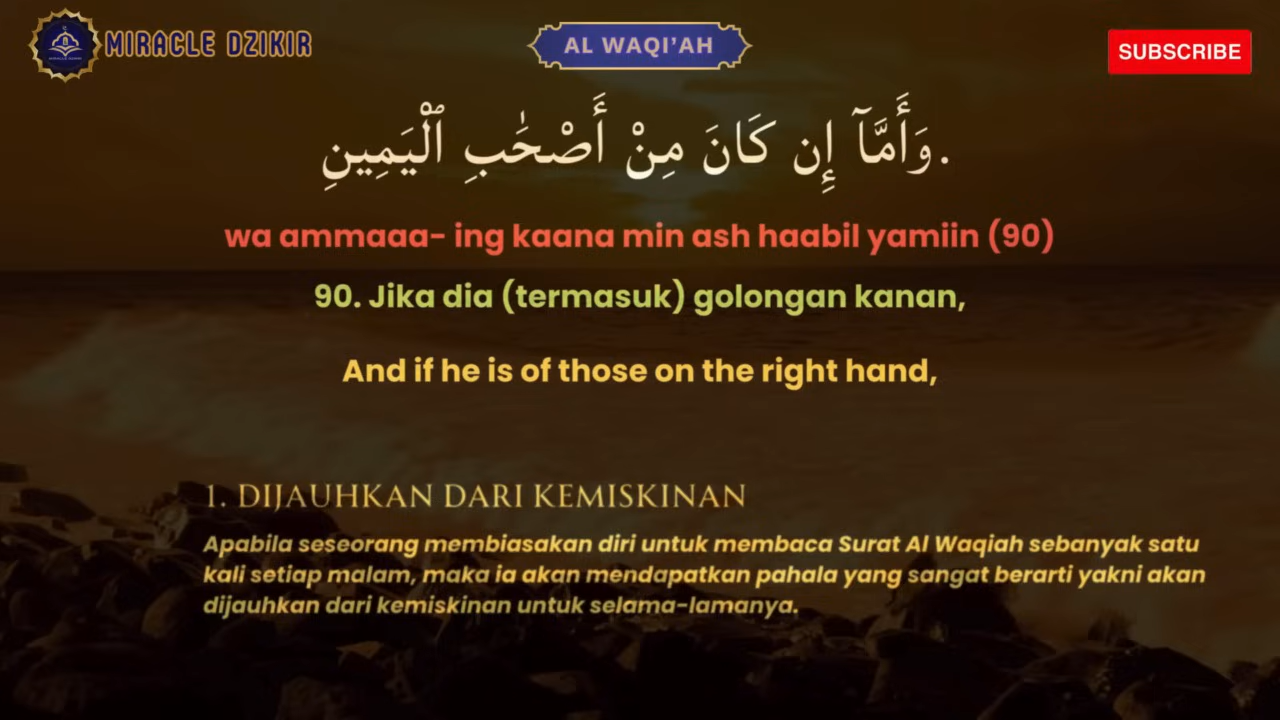 MIRACLE DZIKIR
AL WAQI'AH
SUBSCRIBE
وَأَمَّآ إِن كَانَ مِنْ أَصْحَٰبِ ٱلْيَمِينِ.
wa ammaaa- ing kaana min ash haabil yamiin (90)
90. Jika dia (termasuk) golongan kanan,
And if he is of those on the right hand,
1. DIJAUHKAN DARI KEMISKINAN
Apabila seseorang membiasakan diri untuk membaca Surat Al Waqiah sebanyak satu
kali setiap malam, maka ia akan mendapatkan pahala yang sangat berarti yakni akan
dijauhkan dari kemiskinan untuk selama-lamanya.